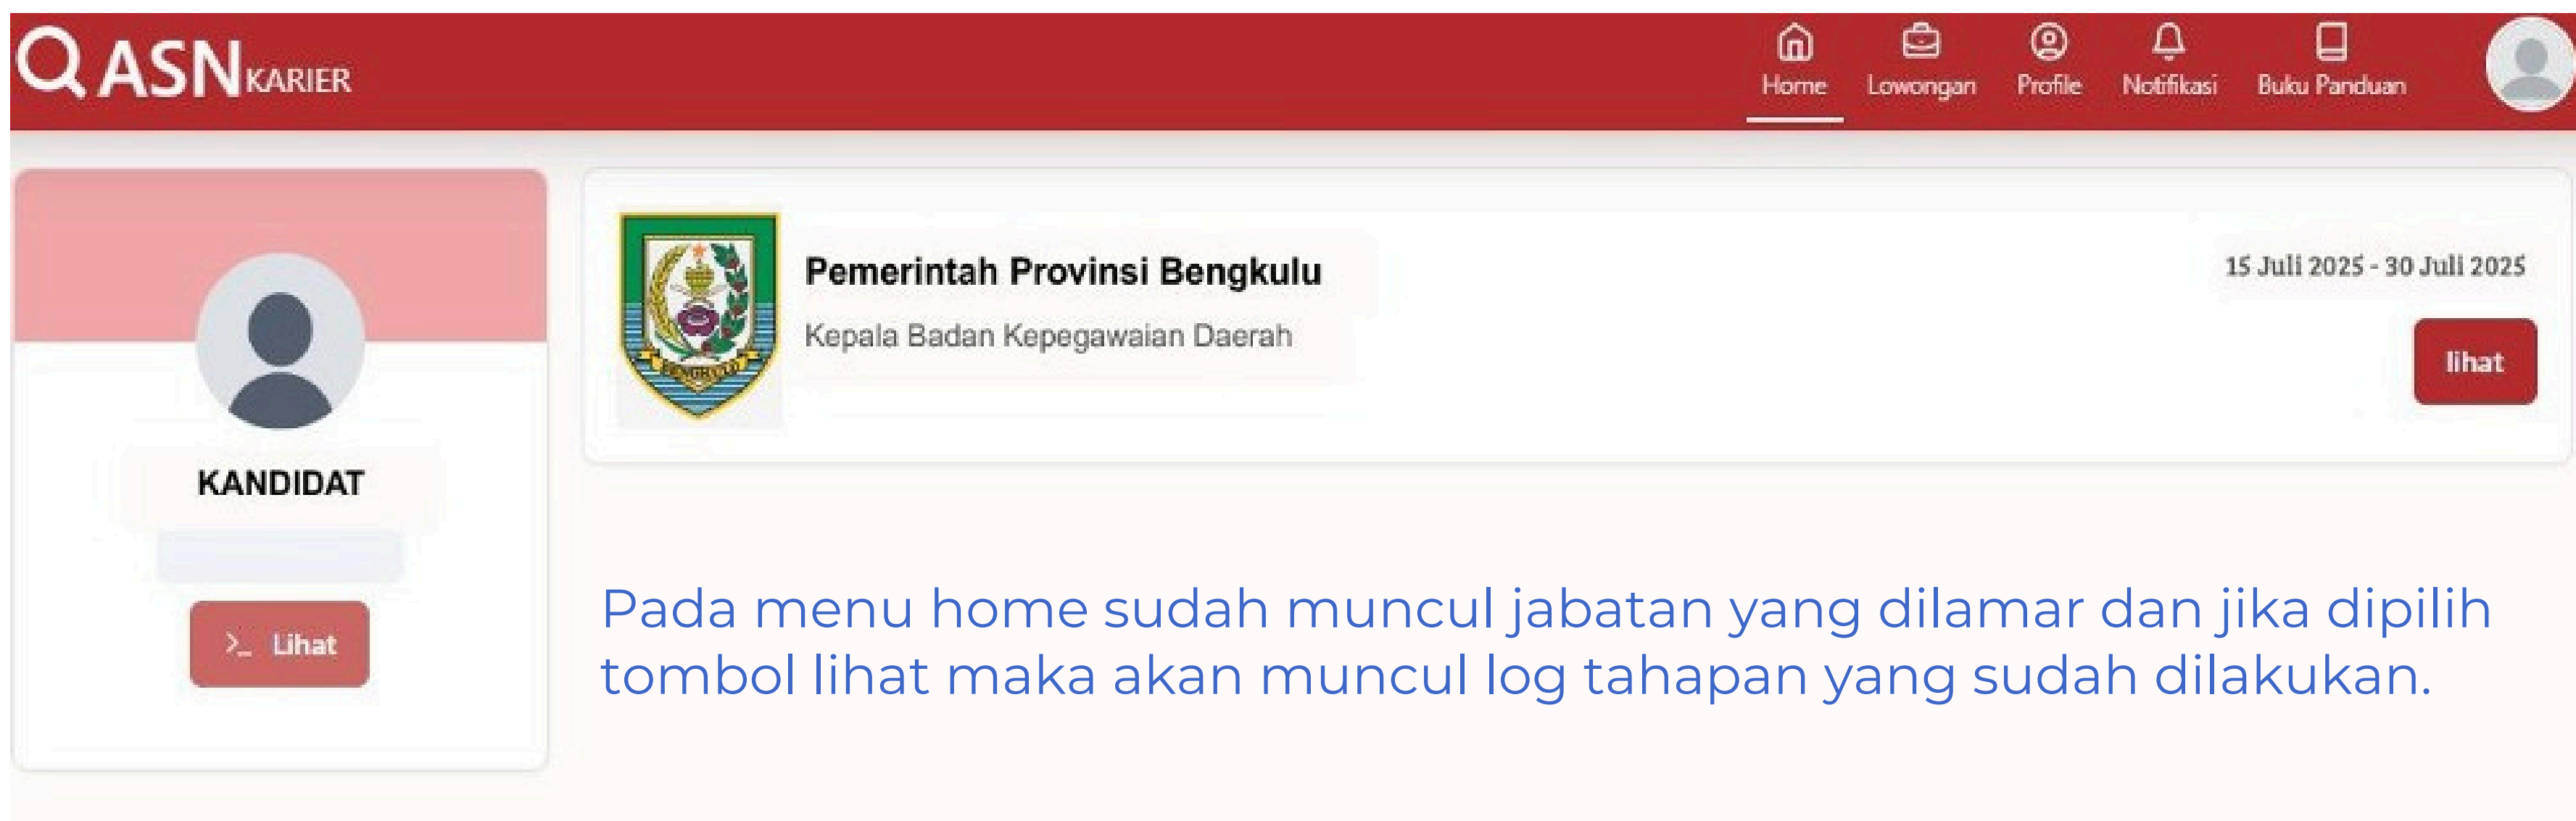 ASN KARIER
Home Lowongan Profile Notifikasi Buku Panduan
Pemerintah Provinsi Bengkulu
Kepala Badan Kepegawaian Daerah
BENGKULU
15 Juli 2025 - 30 Juli 2025
lihat
KANDIDAT
>_ Lihat
Pada menu home sudah muncul jabatan yang dilamar dan jika dipilih
tombol lihat maka akan muncul log tahapan yang sudah dilakukan.